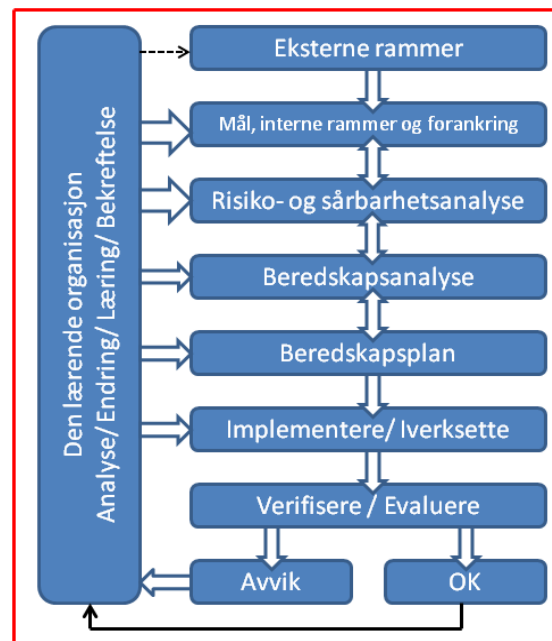 Den lærende organisasjon
Analyse/ Endring/ Læring/ Bekreftelse
Eksterne rammer
Mål, interne rammer og forankring
Risiko- og sårbarhetsanalyse
Beredskapsanalyse
Beredskapsplan
Implementere/ Iverksette
Verifisere / Evaluere
Avvik
OK